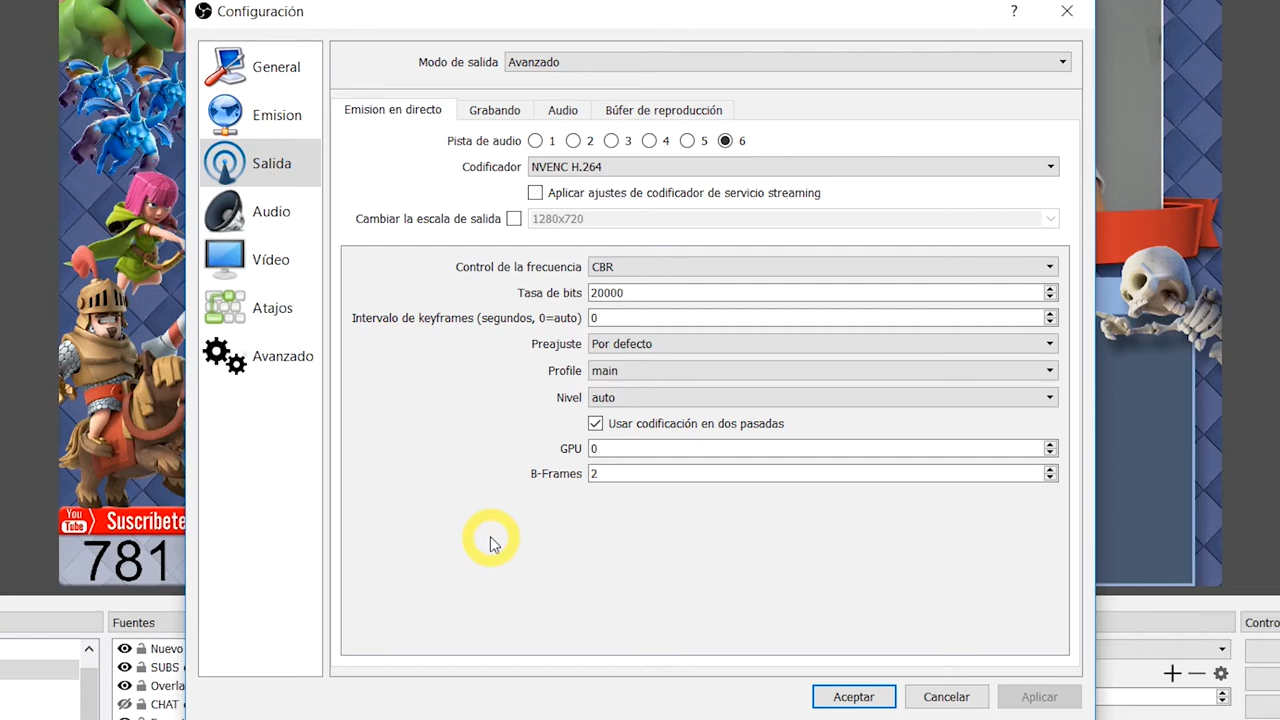 Configuración
?
General
Emision
Salida
Audio
Vídeo
Atajos
Avanzado
Modo de salida Avanzado
Emision en directo Grabando Audio Búfer de reproducción
Pista de audio 1 2 3 4 5 6
Codificador NVENC H.264
Aplicar ajustes de codificador de servicio streaming
Cambiar la escala de salida 1280x720
Control de la frecuencia CBR
Tasa de bits 20000
Intervalo de keyframes (segundos, 0=auto) 0
Preajuste Por defecto
Profile main
Nivel auto
Usar codificación en dos pasadas
GPU 0
B-Frames 2
Aceptar Cancelar Aplicar
You Tube Suscríbete
781
Fuentes
Nuevo
SUBS
Overla
CHAT
Contro